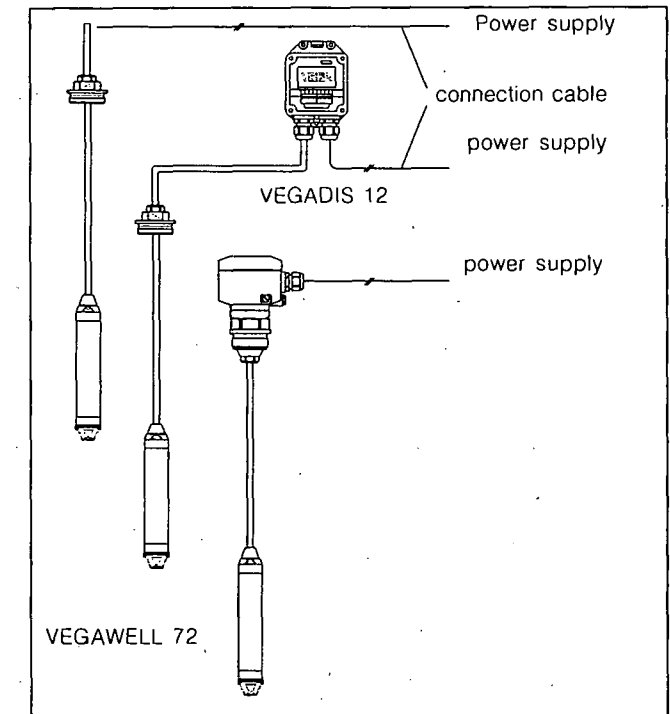 Power supply
connection cable
power supply
VEGADIS 12
power supply
VEGAWELL 72